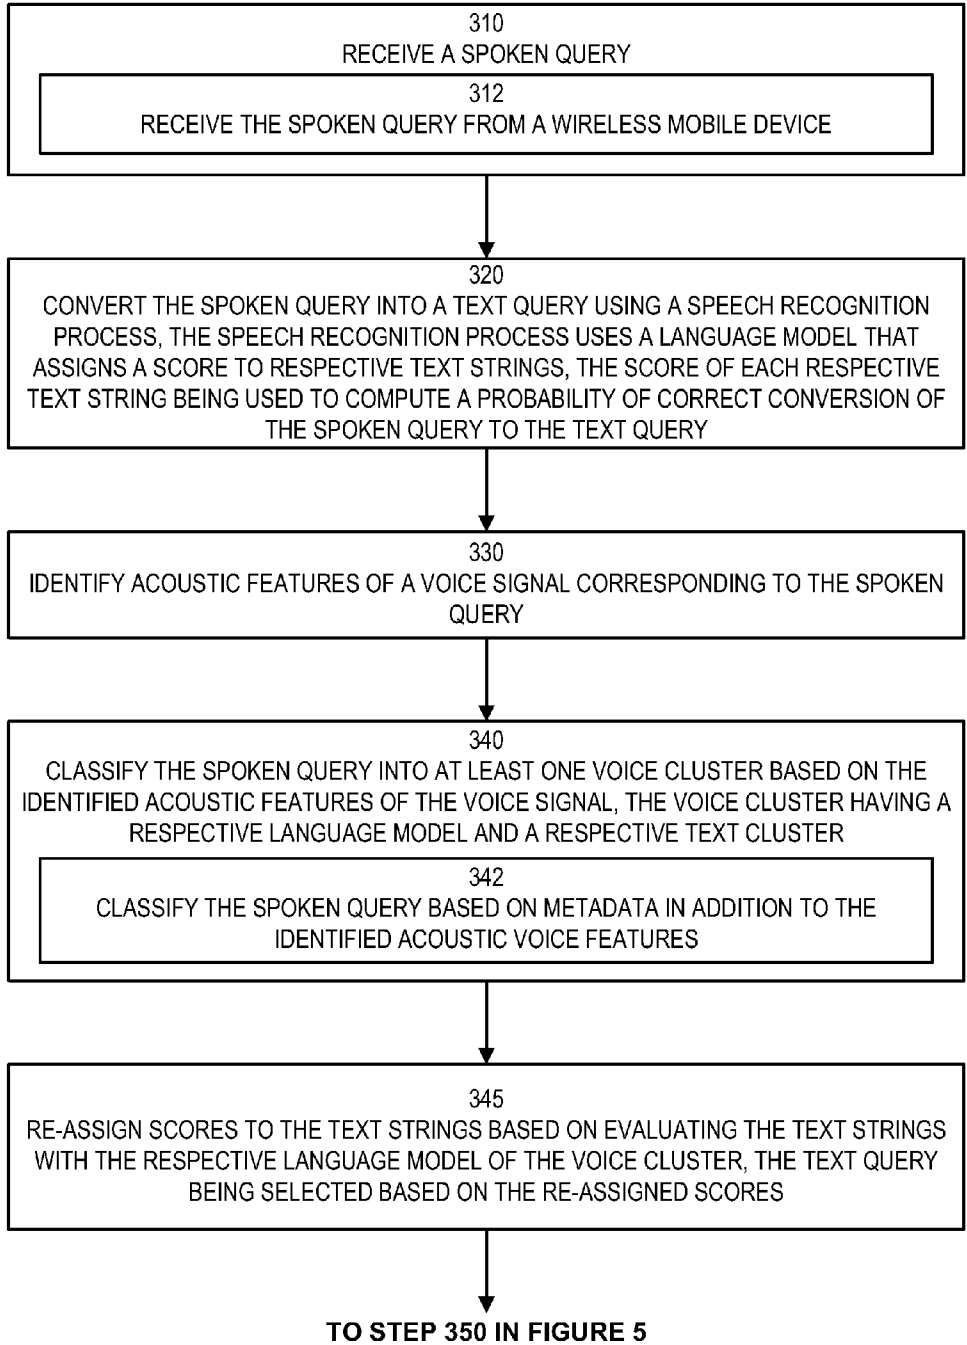 310
RECEIVE A SPOKEN QUERY
312
RECEIVE THE SPOKEN QUERY FROM A WIRELESS MOBILE DEVICE
320
CONVERT THE SPOKEN QUERY INTO A TEXT QUERY USING A SPEECH RECOGNITION
PROCESS, THE SPEECH RECOGNITION PROCESS USES A LANGUAGE MODEL THAT
ASSIGNS A SCORE TO RESPECTIVE TEXT STRINGS, THE SCORE OF EACH RESPECTIVE
TEXT STRING BEING USED TO COMPUTE A PROBABILITY OF CORRECT CONVERSION OF
THE SPOKEN QUERY TO THE TEXT QUERY
330
IDENTIFY ACOUSTIC FEATURES OF A VOICE SIGNAL CORRESPONDING TO THE SPOKEN
QUERY
340
CLASSIFY THE SPOKEN QUERY INTO AT LEAST ONE VOICE CLUSTER BASED ON THE
IDENTIFIED ACOUSTIC FEATURES OF THE VOICE SIGNAL, THE VOICE CLUSTER HAVING A
RESPECTIVE LANGUAGE MODEL AND A RESPECTIVE TEXT CLUSTER
342
CLASSIFY THE SPOKEN QUERY BASED ON METADATA IN ADDITION TO THE
IDENTIFIED ACOUSTIC VOICE FEATURES
345
RE-ASSIGN SCORES TO THE TEXT STRINGS BASED ON EVALUATING THE TEXT STRINGS
WITH THE RESPECTIVE LANGUAGE MODEL OF THE VOICE CLUSTER, THE TEXT QUERY
BEING SELECTED BASED ON THE RE-ASSIGNED SCORES
TO STEP 350 IN FIGURE 5